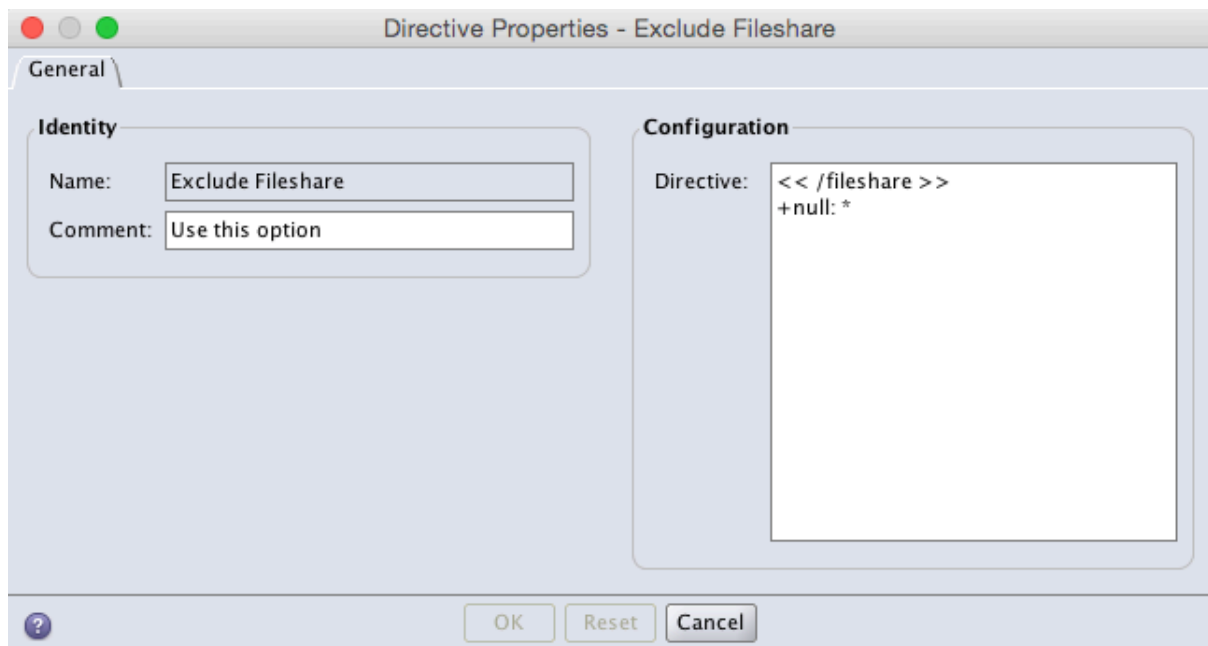 Directive Properties - Exclude Fileshare
General
Identity
Name: Exclude Fileshare
Comment: Use this option
Configuration
Directive: << /fileshare >>
+null: *
?
OK Reset Cancel